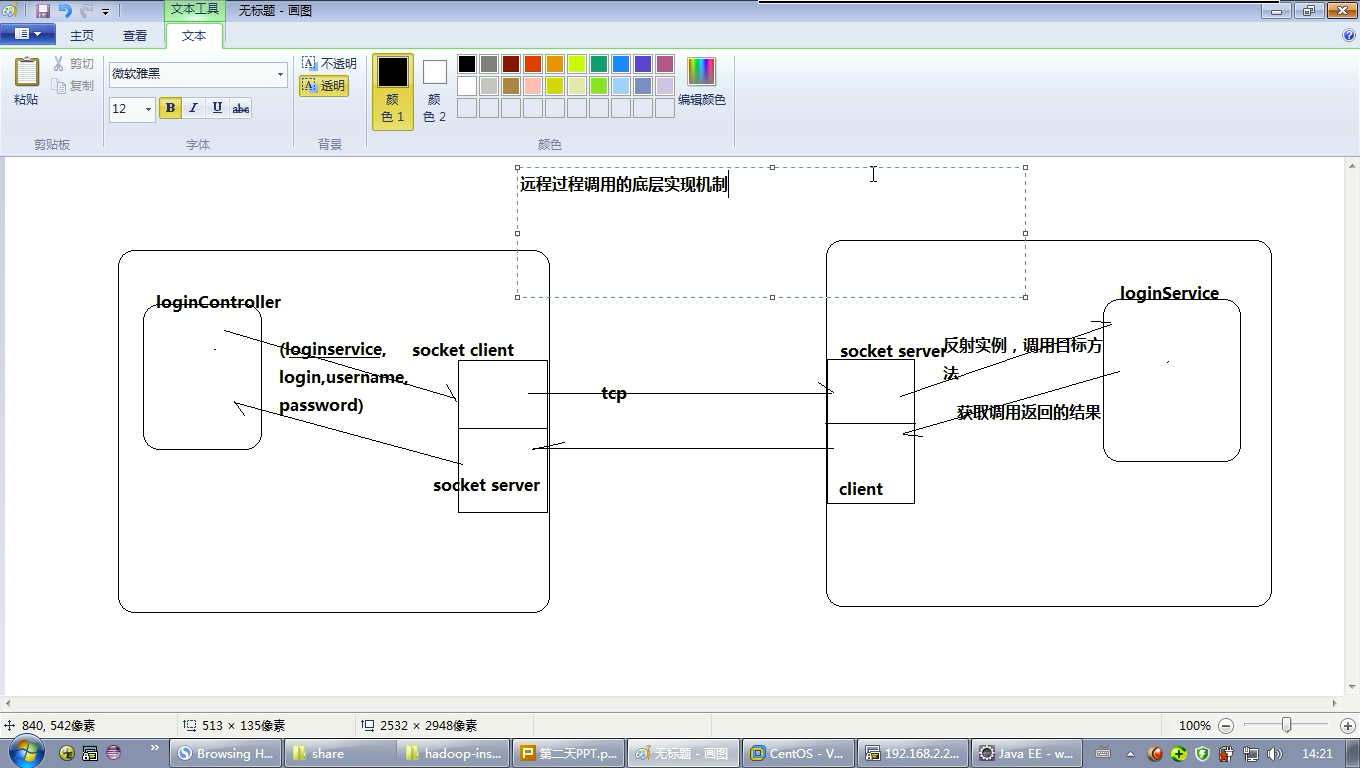 文本工具
无标题 - 画图
主页
查看
文本
粘贴
剪切
复制
剪贴板
微软雅黑
12
B I U abc
字体
不透明
透明
背景
颜色 1
颜色 2
编辑颜色
颜色
远程过程调用的底层实现机制
loginController
(loginservice,
login,username,
password)
socket client
socket server
tcp
socket server
client
反射实例，调用目标方
法
获取调用返回的结果
loginService
840, 542像素
513 × 135像素
2532 × 2948像素
100%
Browsing H...
share
hadoop-ins...
第二天PPT.p...
无标题 - 画图
CentOS - V...
192.168.2.2...
Java EE - w...
14:21